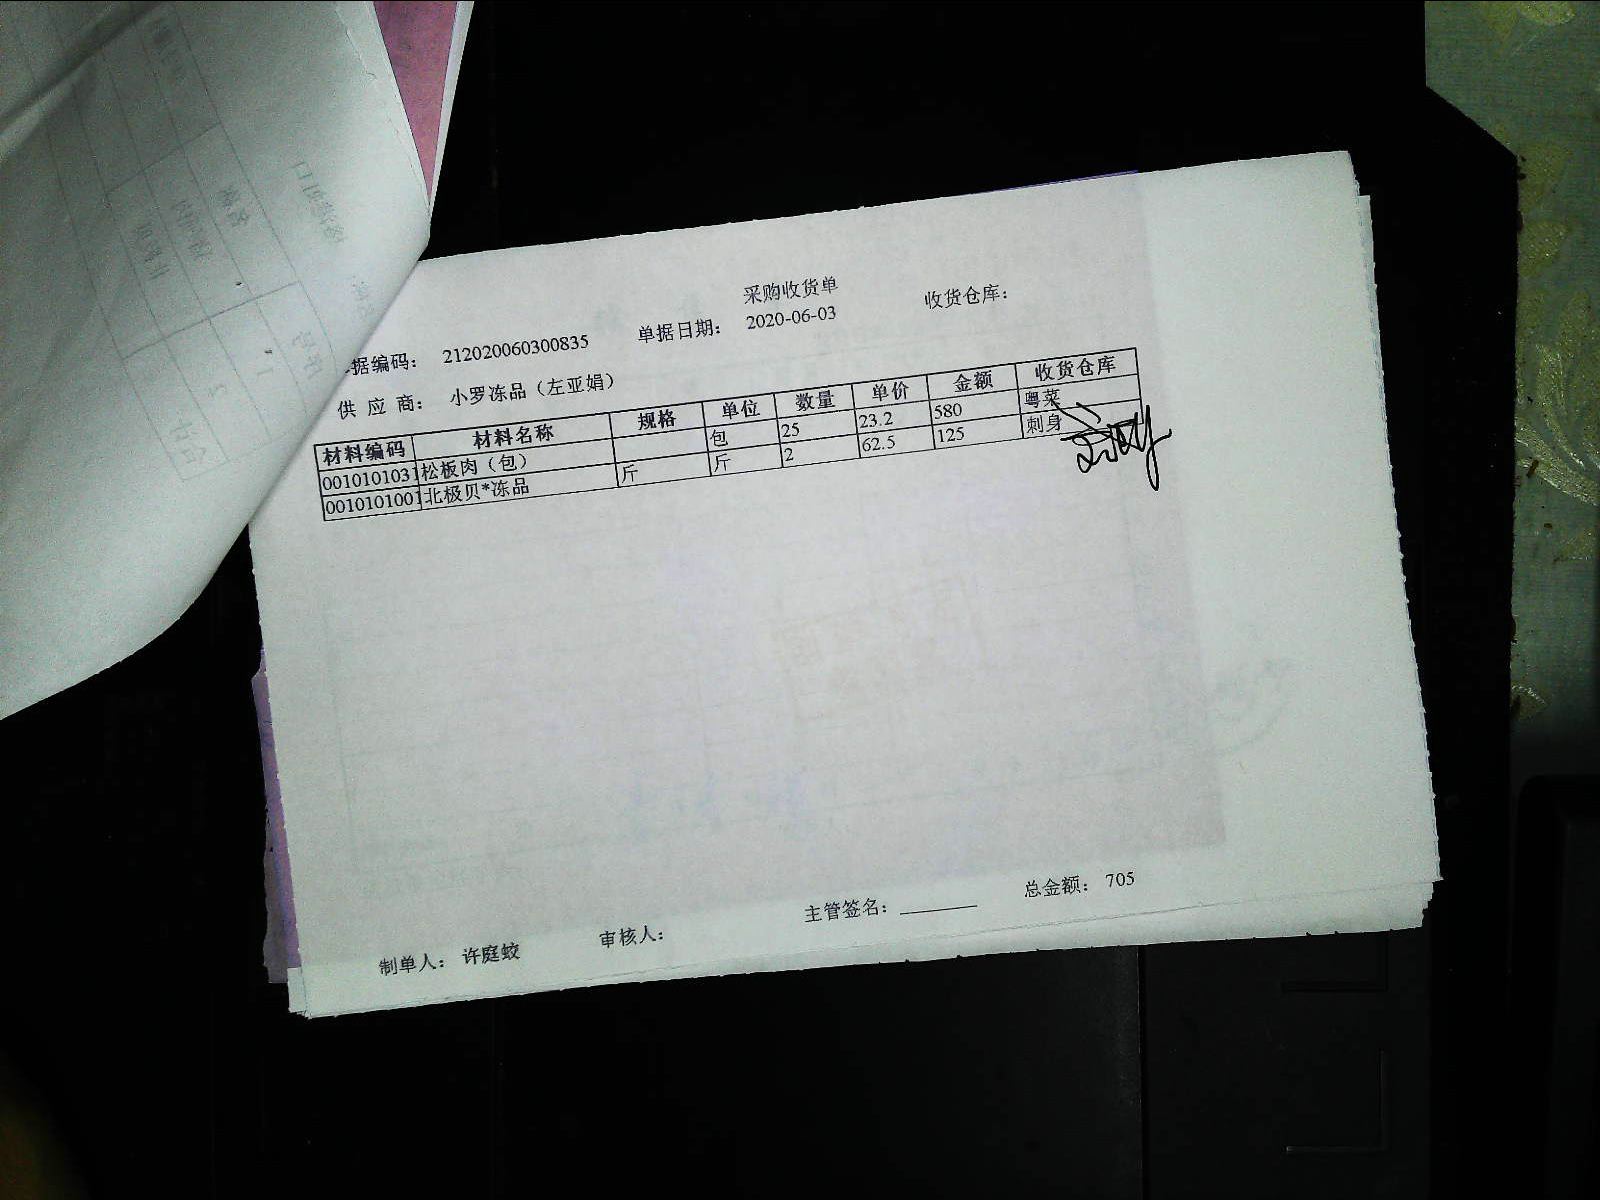 采购收货单
据编码： 212020060300835 单据日期： 2020-06-03 收货仓库：
供 应 商： 小罗冻品（左亚娟）
材料编码 材料名称 规格 单位 数量 单价 金额 收货仓库
0010101031 松板肉（包） 包 25 23.2 580 粤菜
0010101001 北极贝*冻品 斤 斤 2 62.5 125 刺身
制单人： 许庭蛟 审核人： 主管签名： 总金额： 705